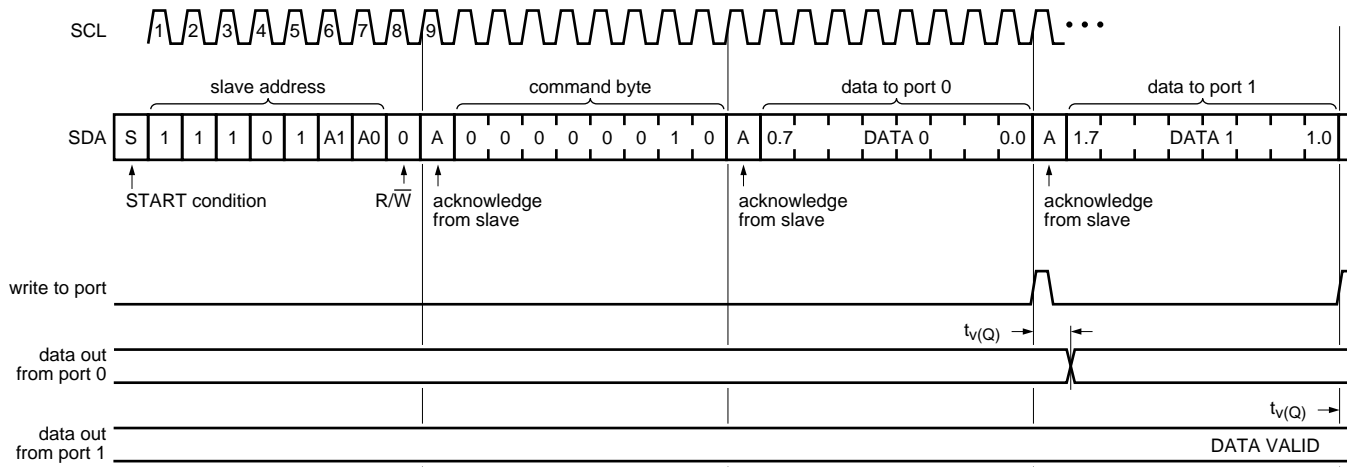 SCL 1 2 3 4 5 6 7 8 9 •••
slave address command byte data to port 0 data to port 1
SDA S 1 1 1 0 1 A1 A0 0 A 0 0 0 0 0 0 1 0 A 0.7 DATA 0 0.0 A 1.7 DATA 1 1.0
START condition R/W̅ acknowledge acknowledge acknowledge
from slave from slave from slave
write to port
tv(Q)
data out
from port 0
tv(Q)
data out
from port 1 DATA VALID